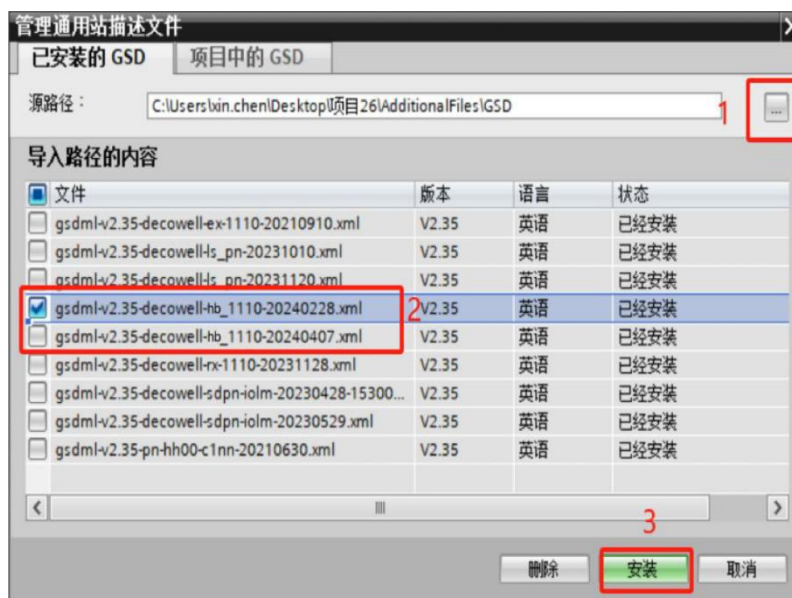 管理通用站描述文件
已安装的 GSD 项目中的 GSD
源路径： C:\Users\xin.chen\Desktop\项目26\AdditionalFiles\GSD 1 ...
导入路径的内容
文件 版本 语言 状态
gsdml-v2.35-decowell-ex-1110-20210910.xml V2.35 英语 已经安装
gsdml-v2.35-decowell-ls_pn-20231010.xml V2.35 英语 已经安装
gsdml-v2.35-decowell-ls_pn-20231120.xml V2.35 英语 已经安装
gsdml-v2.35-decowell-hb_1110-20240228.xml 2 V2.35 英语 已经安装
gsdml-v2.35-decowell-hb_1110-20240407.xml V2.35 英语 已经安装
gsdml-v2.35-decowell-rx-1110-20231128.xml V2.35 英语 已经安装
gsdml-v2.35-decowell-sdpn-iolm-20230428-15300... V2.35 英语 已经安装
gsdml-v2.35-decowell-sdpn-iolm-20230529.xml V2.35 英语 已经安装
gsdml-v2.35-pn-hh00-c1nn-20210630.xml V2.35 英语 已经安装
3
删除 安装 取消